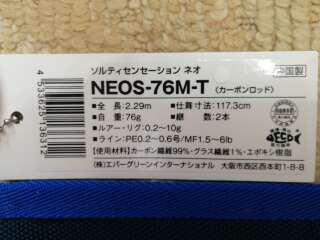 ソルティセンセーション ネオ
国製
NEOS-76M-T 〈カーボンロッド〉
■全 長：2.29m ■仕舞寸法：117.3cm
■自 重：76g ■継 数：2本
■ルアー・リグ：0.2〜10g
■ライン：PE0.2〜0.6号/MF1.5〜6lb
【使用材料】カーボン繊維99%・グラス繊維1%・エポキシ樹脂
(株)エバーグリーンインターナショナル 大阪市西区西本町1-8-8
4 533625 136312